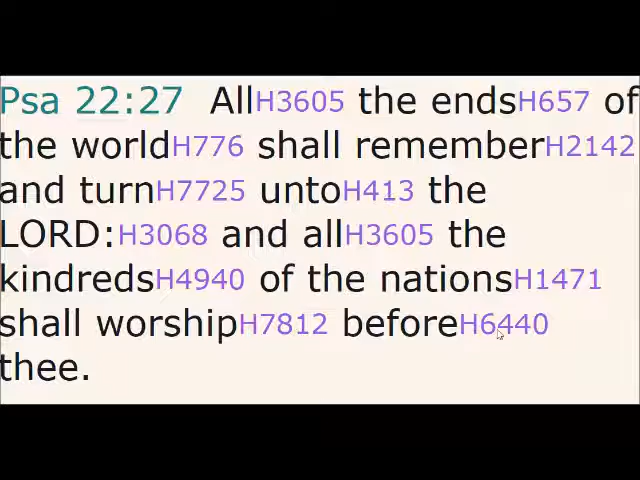 Psa 22:27 AllH3605 the endsH657 of
the worldH776 shall rememberH2142
and turnH7725 untoH413 the
LORD:H3068 and allH3605 the
kindredsH4940 of the nationsH1471
shall worshipH7812 beforeH6440
thee.